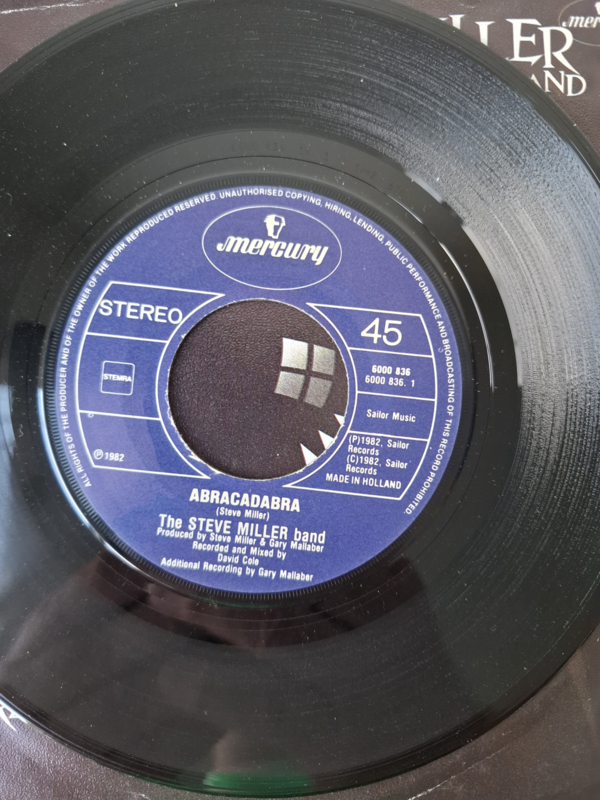 mer
LLER
AND
ALL RIGHTS OF THE PRODUCER AND OF THE OWNER OF THE WORK REPRODUCED RESERVED. UNAUTHORISED COPYING, HIRING, LENDING, PUBLIC PERFORMANCE AND BROADCASTING OF THIS RECORD PROHIBITED.
mercury
STEREO
45
STEMRA
6000 836
6000 836. 1
Sailor Music
℗ 1982
(P)1982, Sailor
Records
(C)1982, Sailor
Records
MADE IN HOLLAND
ABRACADABRA
(Steve Miller)
The STEVE MILLER band
Produced by Steve Miller & Gary Mallaber
Recorded and Mixed by
David Cole
Additional Recording by Gary Mallaber